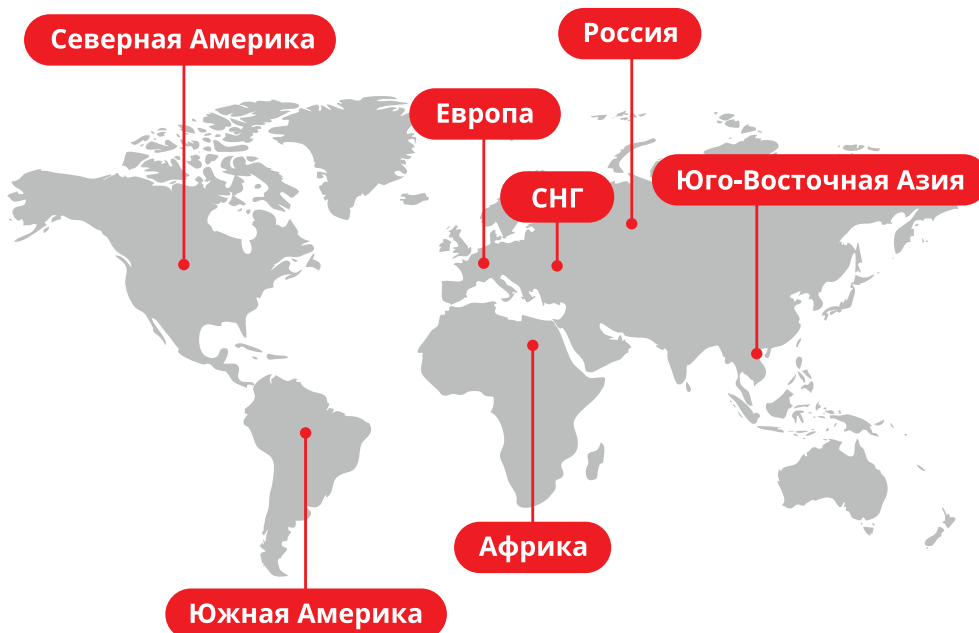 Северная Америка
Россия
Европа
Юго-Восточная Азия
СНГ
Африка
Южная Америка